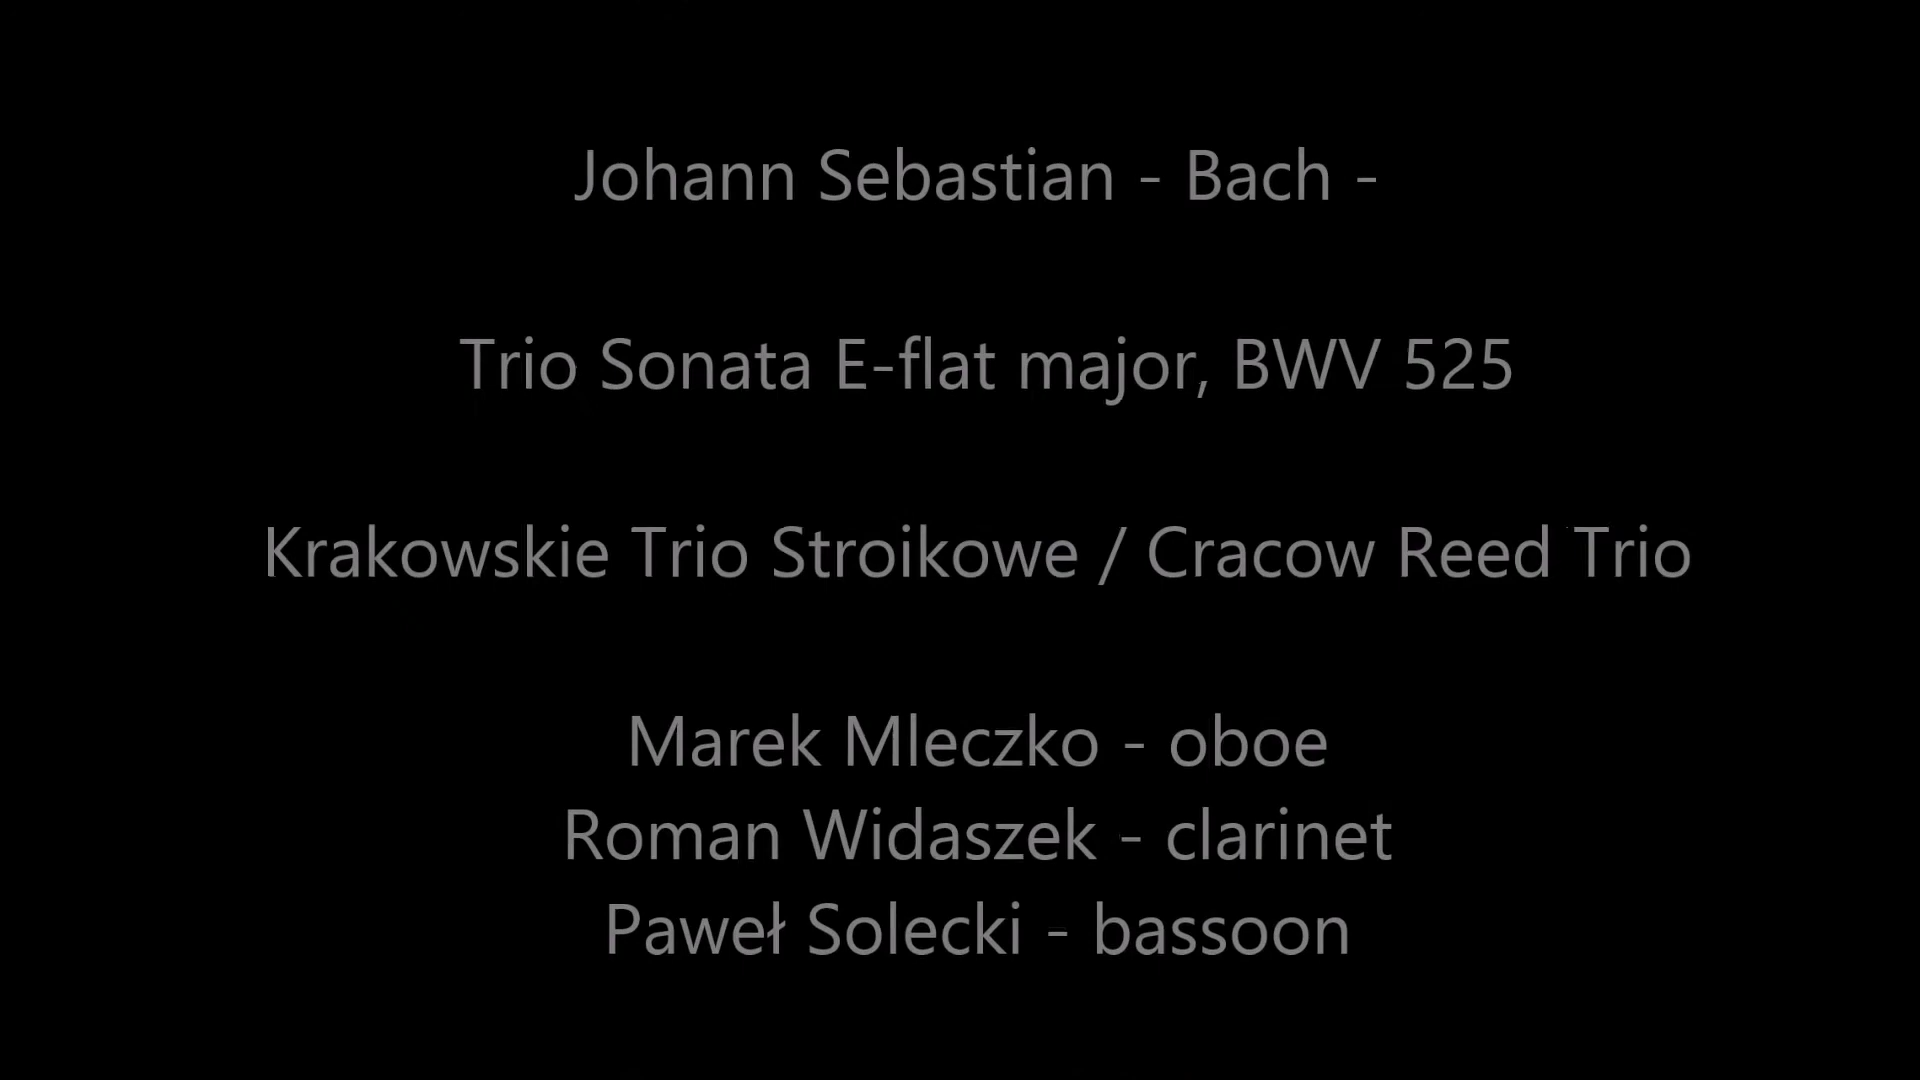 Johann Sebastian - Bach -
Trio Sonata E-flat major, BWV 525
Krakowskie Trio Stroikowe / Cracow Reed Trio
Marek Mleczko - oboe
Roman Widaszek - clarinet
Paweł Solecki - bassoon